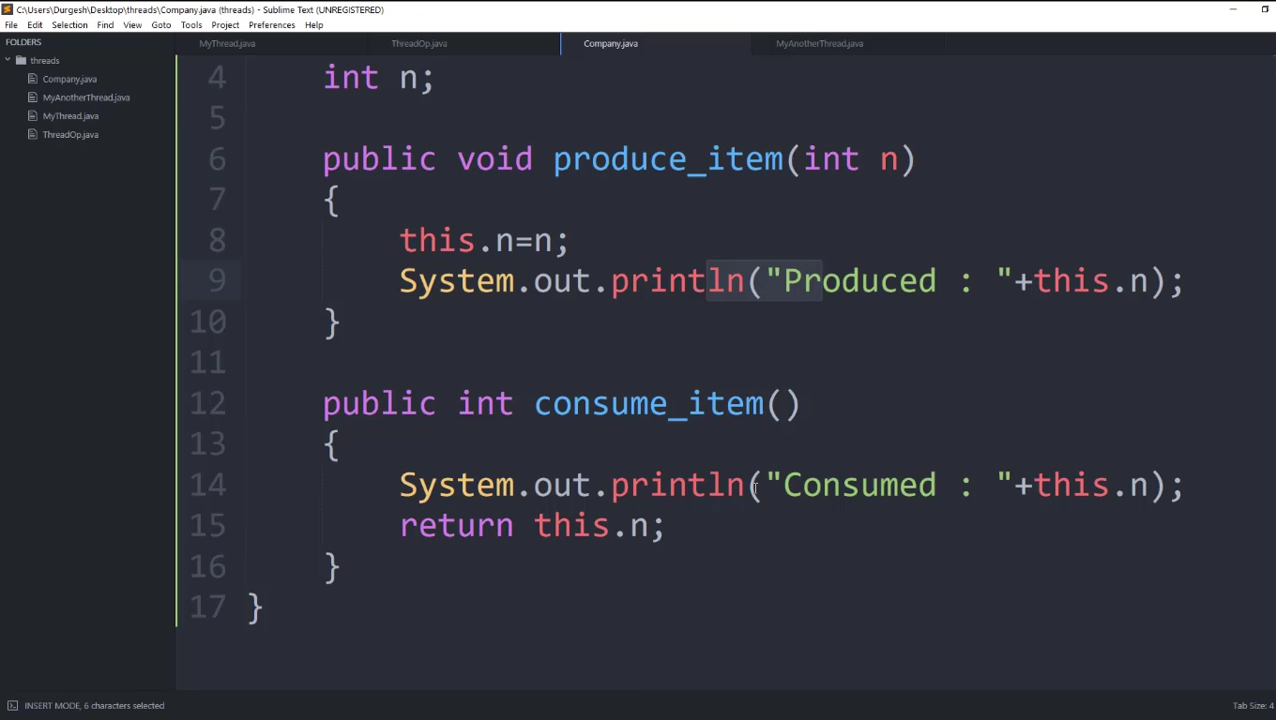 C:\Users\Durgesh\Desktop\threads\Company.java (threads) - Sublime Text (UNREGISTERED)
File Edit Selection Find View Goto Tools Project Preferences Help
FOLDERS
threads
Company.java
MyAnotherThread.java
MyThread.java
ThreadOp.java
MyThread.java ThreadOp.java Company.java MyAnotherThread.java
4 int n;
5
6 public void produce_item(int n)
7 {
8 this.n=n;
9 System.out.println("Produced : "+this.n);
10 }
11
12 public int consume_item()
13 {
14 System.out.println("Consumed : "+this.n);
15 return this.n;
16 }
17 }
INSERT MODE, 6 characters selected Tab Size: 4